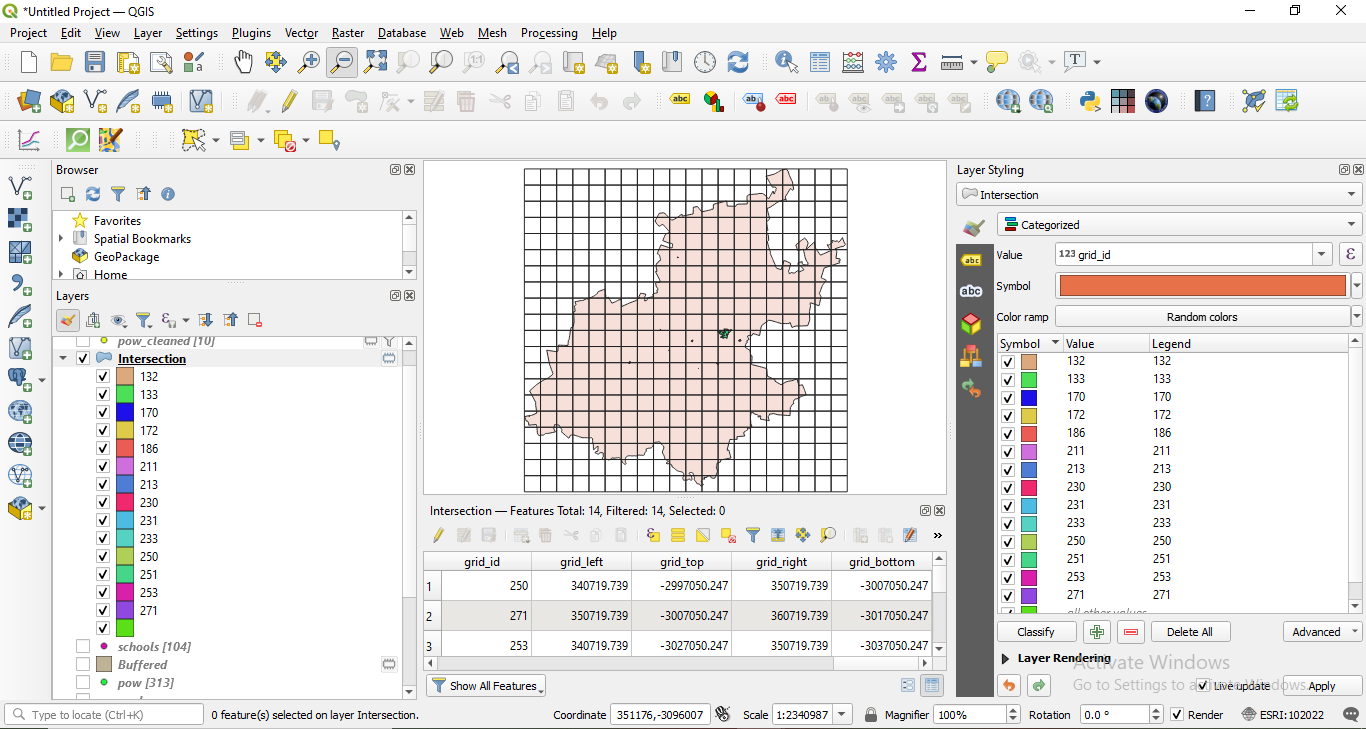 *Untitled Project — QGIS
Project Edit View Layer Settings Plugins Vector Raster Database Web Mesh Processing Help
Browser
Favorites
Spatial Bookmarks
GeoPackage
Home
Layers
pow_cleaned [10]
Intersection
132
133
170
172
186
211
213
230
231
233
250
251
253
271
schools [104]
Buffered
pow [313]
Intersection — Features Total: 14, Filtered: 14, Selected: 0
grid_id grid_left grid_top grid_right grid_bottom
1 250 340719.739 -2997050.247 350719.739 -3007050.247
2 271 350719.739 -3007050.247 360719.739 -3017050.247
3 253 340719.739 -3027050.247 350719.739 -3037050.247
Show All Features
Layer Styling
Intersection
Categorized
Value 123 grid_id
Symbol
Color ramp Random colors
Symbol Value Legend
132 132
133 133
170 170
172 172
186 186
211 211
213 213
230 230
231 231
233 233
250 250
251 251
253 253
271 271
all other values
Classify Delete All Advanced
Layer Rendering
Activate Windows
Go to Settings to activate Windows.
Live update Apply
Type to locate (Ctrl+K) 0 feature(s) selected on layer Intersection. Coordinate 351176,-3096007 Scale 1:2340987 Magnifier 100% Rotation 0.0 ° Render ESRI:102022